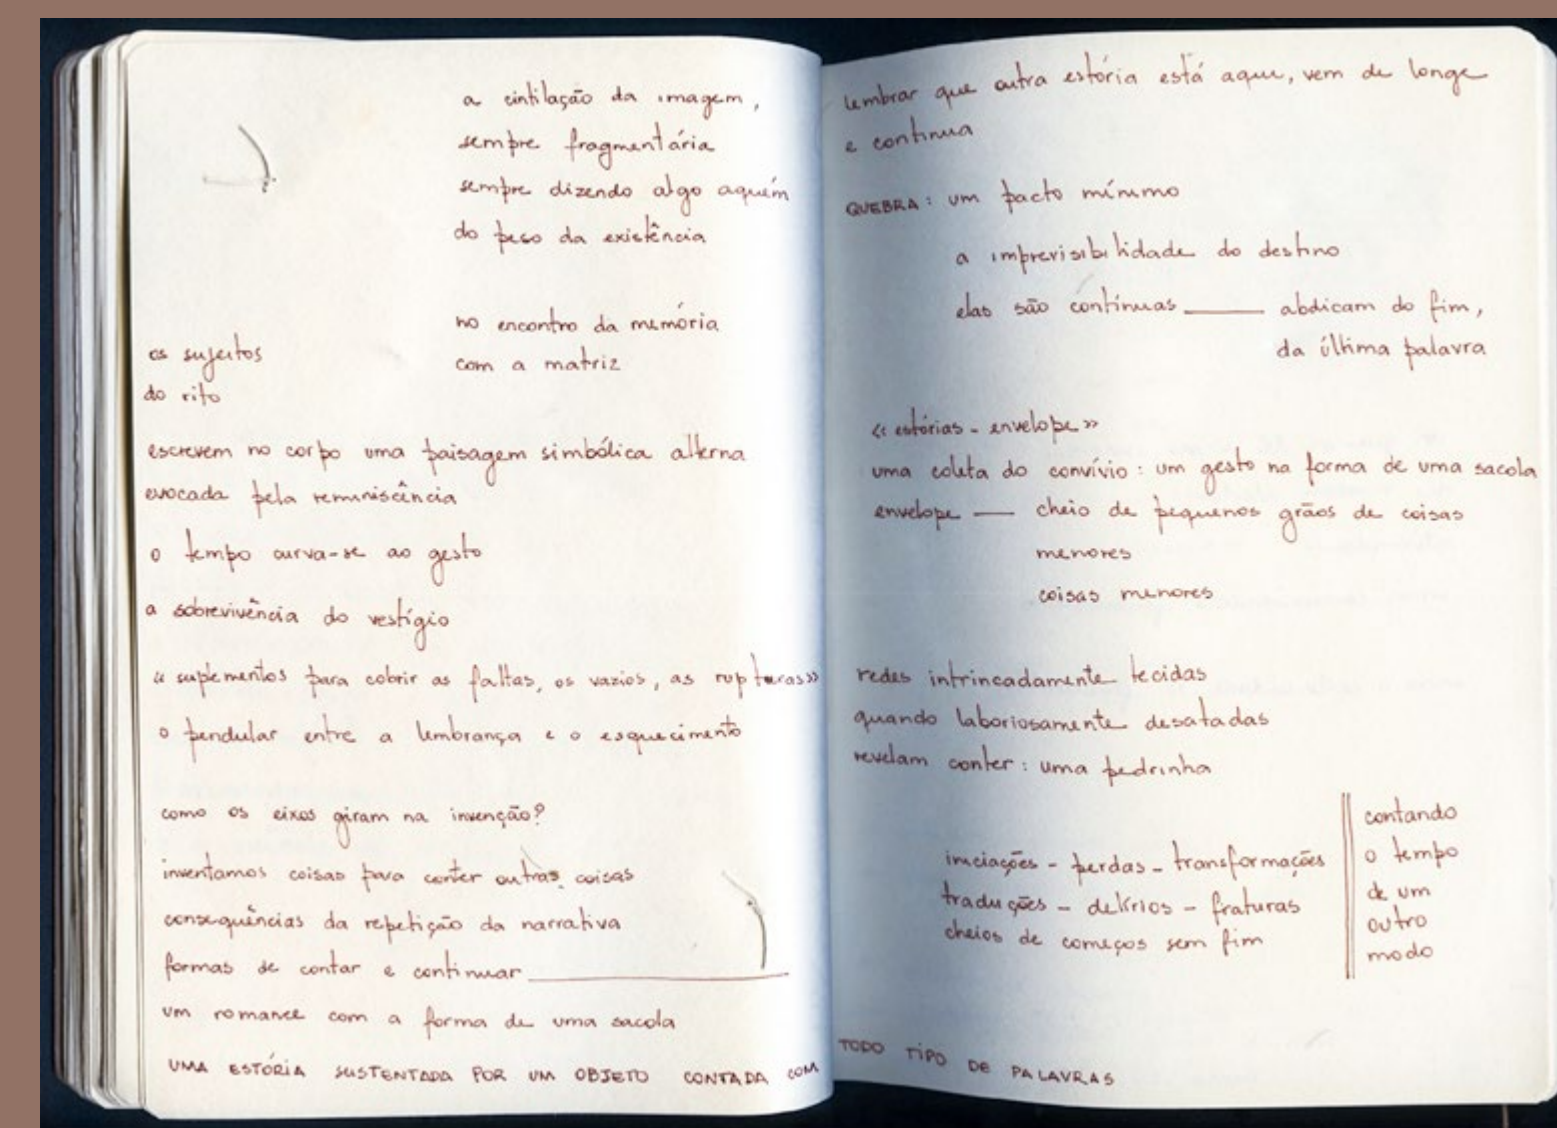 a cintilação da imagem,
sempre fragmentária
sempre dizendo algo aquém
do peso da existência
no encontro da memória
com a matriz
os sujeitos
do rito
escrevem no corpo uma paisagem simbólica alterna
evocada pela reminiscência
o tempo curva-se ao gesto
a sobrevivência do vestígio
« suplementos para cobrir as faltas, os vazios, as rupturas»
o pendular entre a lembrança e o esquecimento
como os eixos giram na invenção?
inventamos coisas para conter outras coisas
consequências da repetição da narrativa
formas de contar e continuar ______
um romance com a forma de uma sacola
UMA ESTÓRIA SUSTENTADA POR UM OBJETO CONTADA COM
lembrar que outra estória está aqui, vem de longe
e continua
QUEBRA: um pacto mínimo
a imprevisibilidade do destino
elas são contínuas ____ abdicam do fim,
da última palavra
« estórias - envelope »
uma coleta do convívio: um gesto na forma de uma sacola
envelope — cheio de pequenos grãos de coisas
menores
coisas menores
redes intrincadamente tecidas
quando laboriosamente desatadas
revelam conter: uma pedrinha
iniciações - perdas - transformações
traduções - delírios - fraturas
cheios de começos sem fim
contando
o tempo
de um
outro
modo
TODO TIPO DE PALAVRAS